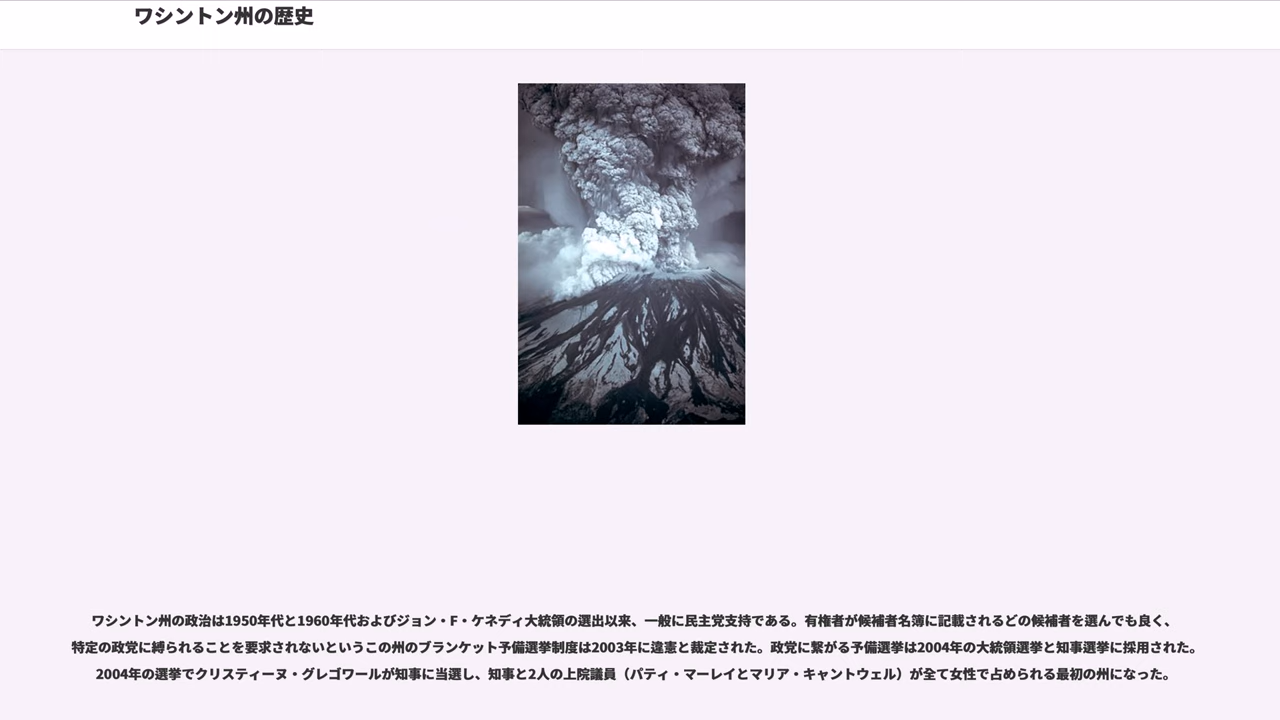 ワシントン州の歴史
ワシントン州の政治は1950年代と1960年代およびジョン・F・ケネディ大統領の選出以来、一般に民主党支持である。有権者が候補者名簿に記載されるどの候補者を選んでも良く、
特定の政党に縛られることを要求されないというこの州のブランケット予備選挙制度は2003年に違憲と裁定された。政党に繋がる予備選挙は2004年の大統領選挙と知事選挙に採用された。
2004年の選挙でクリスティーヌ・グレゴワールが知事に当選し、知事と2人の上院議員（パティ・マーレイとマリア・キャントウェル）が全て女性で占められる最初の州になった。